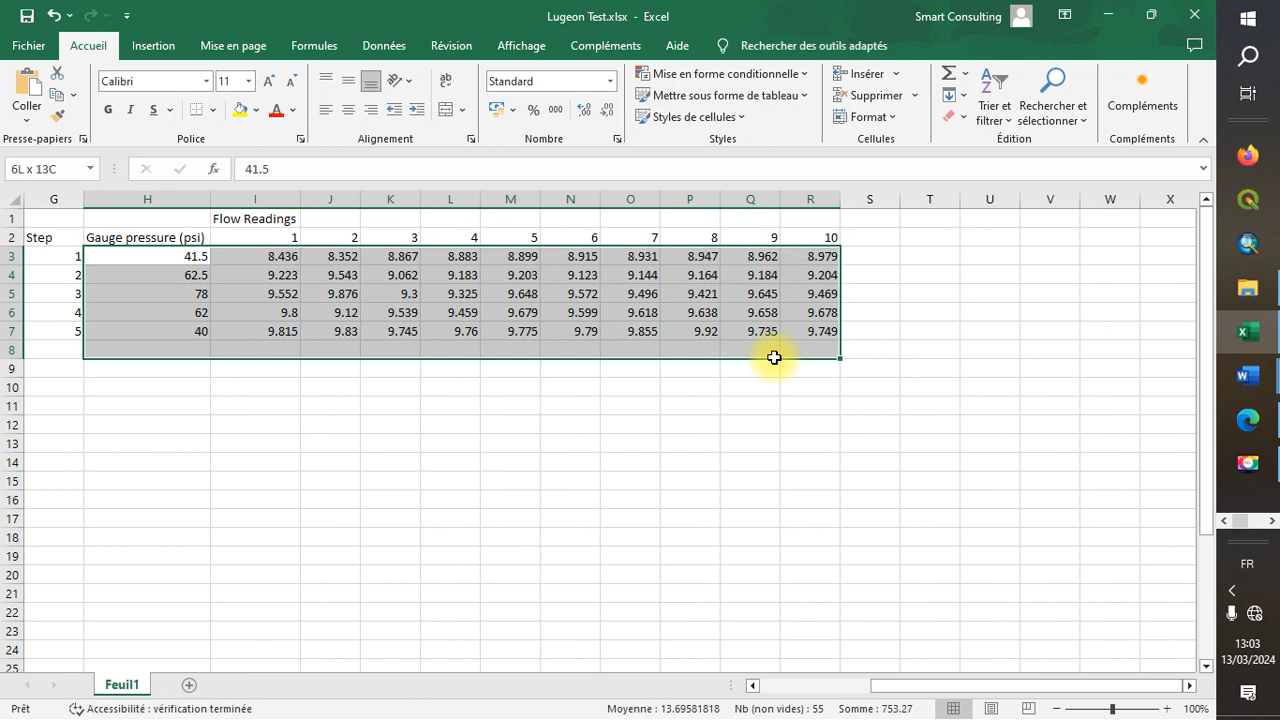 Lugeon Test.xlsx - Excel
Smart Consulting
Fichier Accueil Insertion Mise en page Formules Données Révision Affichage Compléments Aide Rechercher des outils adaptés
Coller
Calibri 11
Standard
G I S
Mise en forme conditionnelle
Mettre sous forme de tableau
Styles de cellules
Insérer
Supprimer
Format
Trier et filtrer
Rechercher et sélectionner
Compléments
Presse-papiers Police Alignement Nombre Styles Cellules Édition Compléments
6L x 13C fx 41.5
G H I J K L M N O P Q R S T U V W X
1 Flow Readings
2 Step Gauge pressure (psi) 1 2 3 4 5 6 7 8 9 10
3 1 41.5 8.436 8.352 8.867 8.883 8.899 8.915 8.931 8.947 8.962 8.979
4 2 62.5 9.223 9.543 9.062 9.183 9.203 9.123 9.144 9.164 9.184 9.204
5 3 78 9.552 9.876 9.3 9.325 9.648 9.572 9.496 9.421 9.645 9.469
6 4 62 9.8 9.12 9.539 9.459 9.679 9.599 9.618 9.638 9.658 9.678
7 5 40 9.815 9.83 9.745 9.76 9.775 9.79 9.855 9.92 9.735 9.749
8
9
10
11
12
13
14
15
16
17
18
19
20
21
22
23
24
25
Feuil1
Prêt Accessibilité : vérification terminée Moyenne : 13.69581818 Nb (non vides) : 55 Somme : 753.27 100%
FR
13:03
13/03/2024